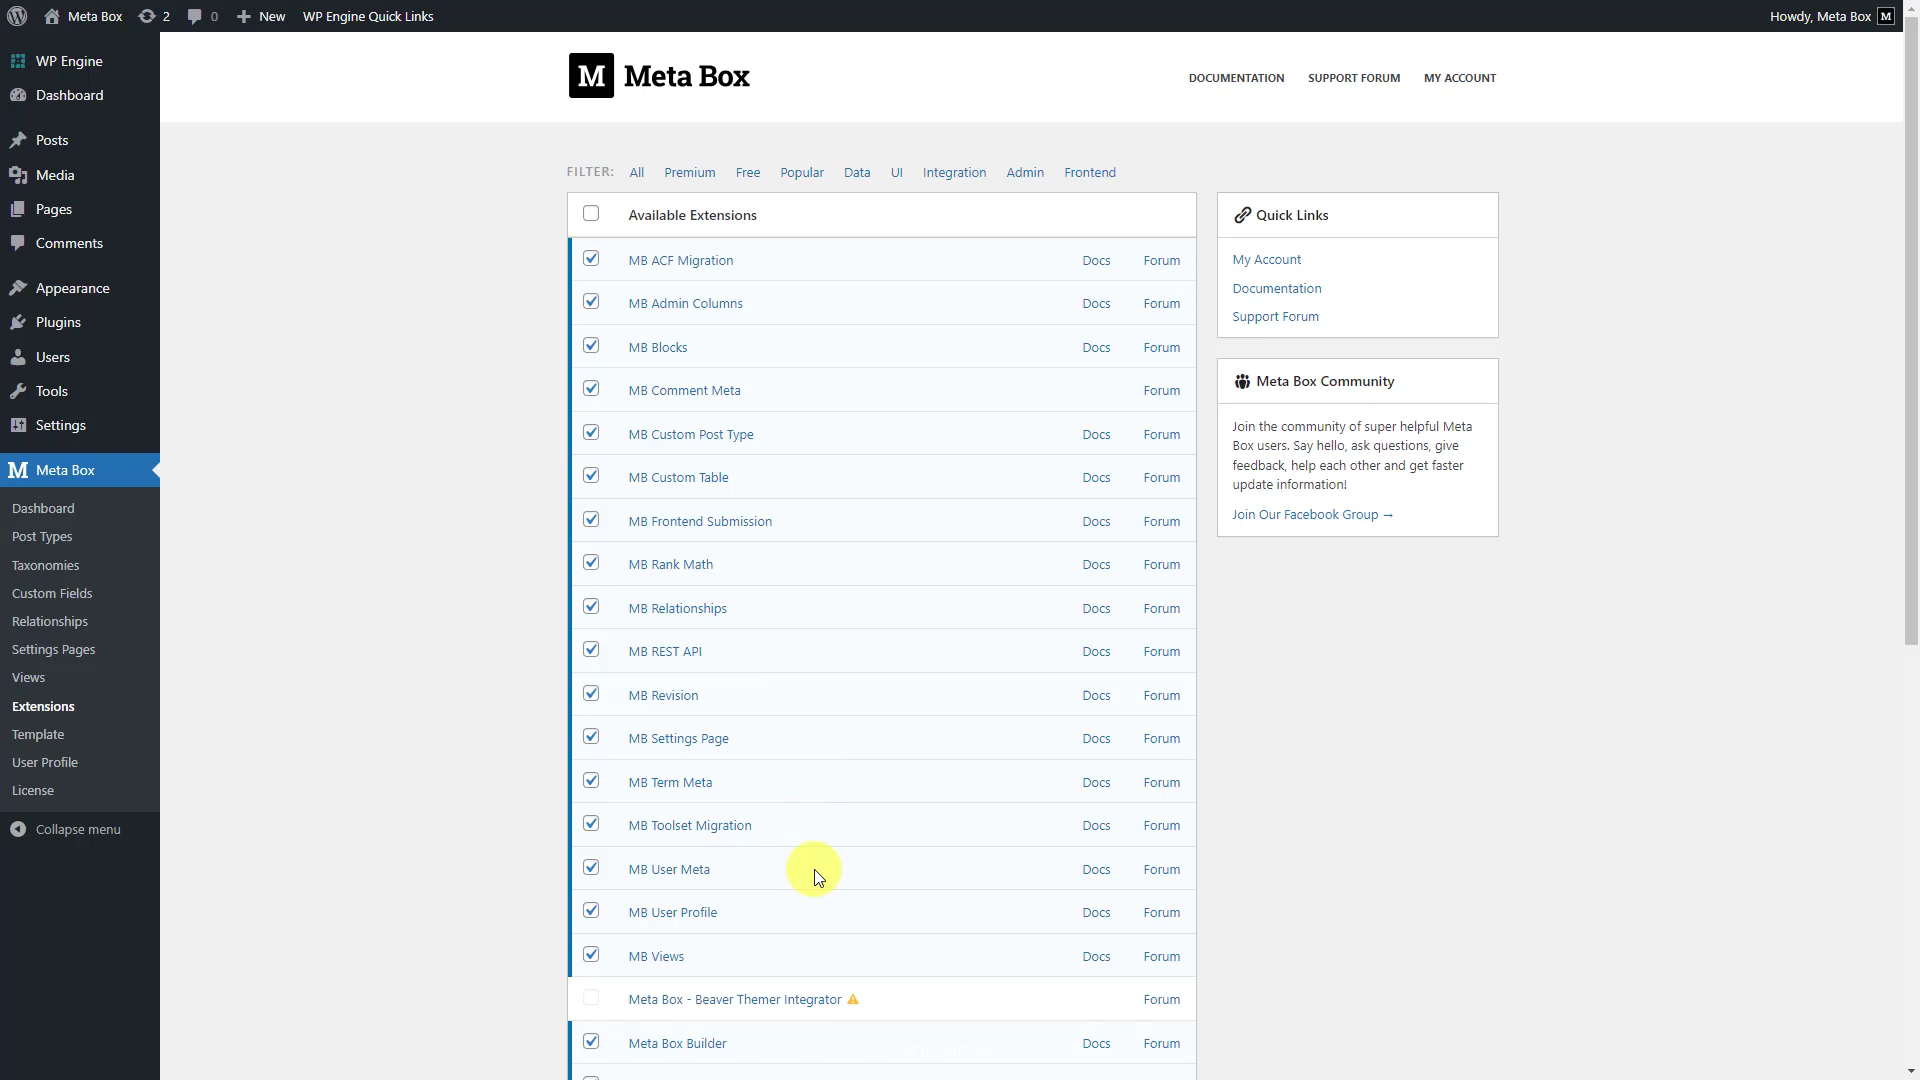 Meta Box
2
0
New
WP Engine Quick Links
Howdy, Meta Box
M
WP Engine
Dashboard
Posts
Media
Pages
Comments
Appearance
Plugins
Users
Tools
Settings
M Meta Box
Dashboard
Post Types
Taxonomies
Custom Fields
Relationships
Settings Pages
Views
Extensions
Template
User Profile
License
Collapse menu
M Meta Box
DOCUMENTATION
SUPPORT FORUM
MY ACCOUNT
FILTER: All Premium Free Popular Data UI Integration Admin Frontend
Available Extensions
MB ACF Migration Docs Forum
MB Admin Columns Docs Forum
MB Blocks Docs Forum
MB Comment Meta Forum
MB Custom Post Type Docs Forum
MB Custom Table Docs Forum
MB Frontend Submission Docs Forum
MB Rank Math Docs Forum
MB Relationships Docs Forum
MB REST API Docs Forum
MB Revision Docs Forum
MB Settings Page Docs Forum
MB Term Meta Docs Forum
MB Toolset Migration Docs Forum
MB User Meta Docs Forum
MB User Profile Docs Forum
MB Views Docs Forum
Meta Box - Beaver Themer Integrator Forum
Meta Box Builder Docs Forum
Quick Links
My Account
Documentation
Support Forum
Meta Box Community
Join the community of super helpful Meta
Box users. Say hello, ask questions, give
feedback, help each other and get faster
update information!
Join Our Facebook Group →